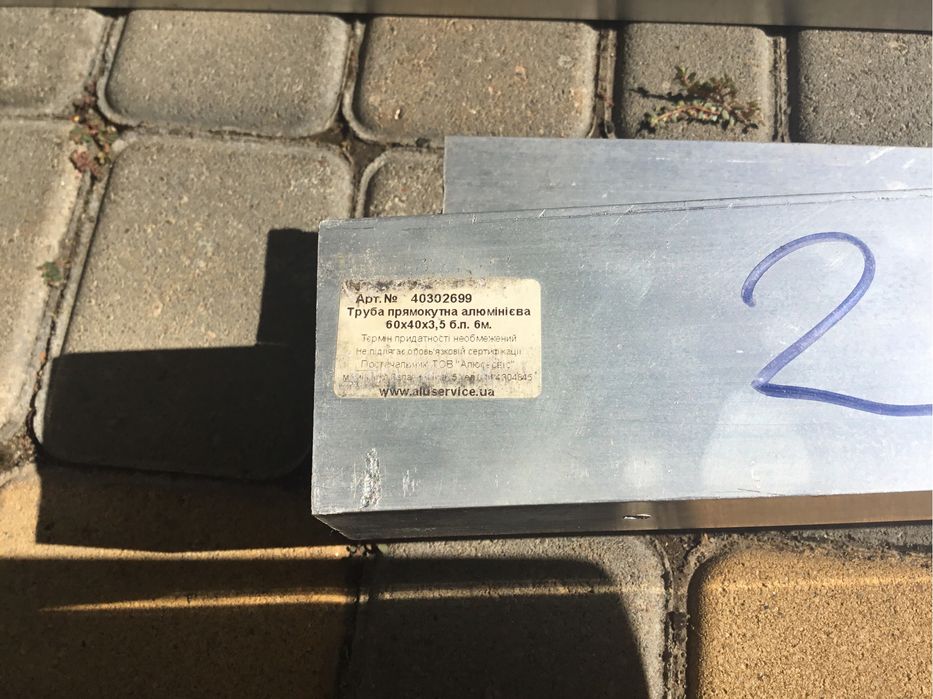 Арт.№ 40302699
Труба прямокутна алюмінієва
60х40х3,5 б.п. 6м.
Термін придатності необмежений
Не підлягає обов'язковій сертифікації
Постачальник ТОВ "Алюсервіс"
www.aluservice.ua
2